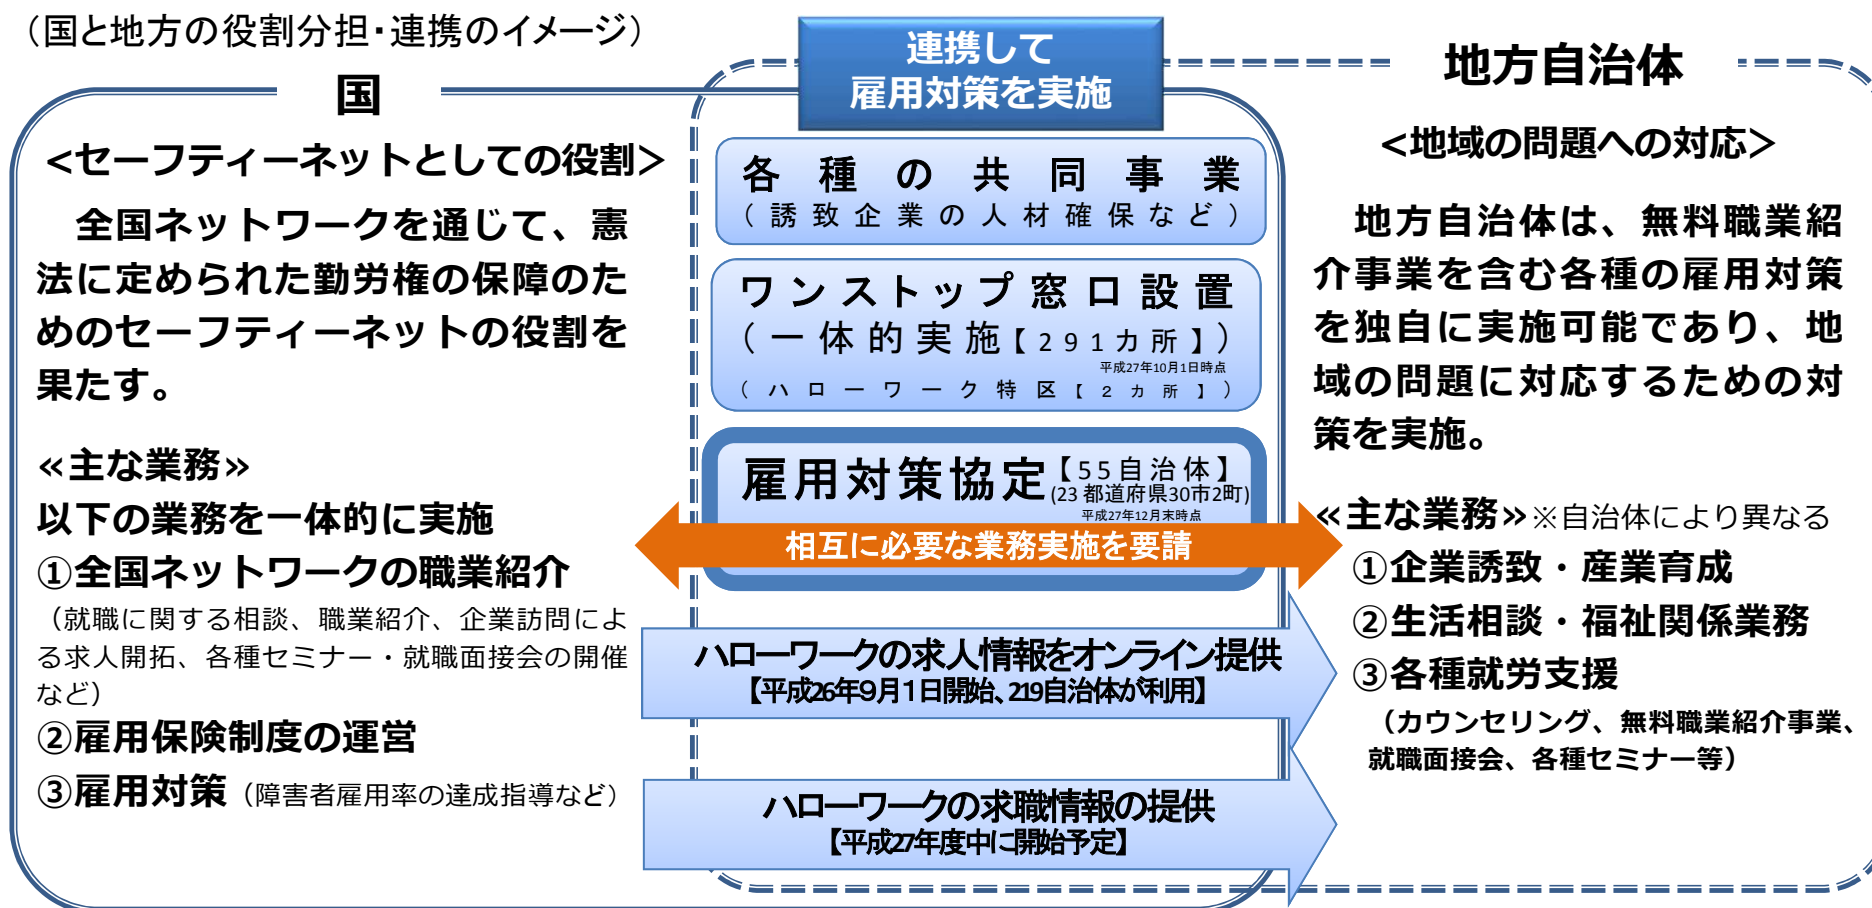 （国と地方の役割分担・連携のイメージ）
国
<セーフティーネットとしての役割>
全国ネットワークを通じて、憲
法に定められた勤労権の保障のた
めのセーフティーネットの役割を
果たす。
«主な業務»
以下の業務を一体的に実施
①全国ネットワークの職業紹介
（就職に関する相談、職業紹介、企業訪問によ
る求人開拓、各種セミナー・就職面接会の開催
など）
②雇用保険制度の運営
③雇用対策（障害者雇用率の達成指導など）
連携して
雇用対策を実施
各種の共同事業
（誘致企業の人材確保など）
ワンストップ窓口設置
（一体的実施【291カ所】）
平成27年10月1日時点
（ハローワーク特区【２カ所】）
雇用対策協定【55自治体】
(23都道府県30市2町)
平成27年12月末時点
相互に必要な業務実施を要請
ハローワークの求人情報をオンライン提供
【平成26年9月1日開始、219自治体が利用】
ハローワークの求職情報の提供
【平成27年度中に開始予定】
地方自治体
<地域の問題への対応>
地方自治体は、無料職業紹
介事業を含む各種の雇用対策
を独自に実施可能であり、地
域の問題に対応するための対
策を実施。
«主な業務»※自治体により異なる
①企業誘致・産業育成
②生活相談・福祉関係業務
③各種就労支援
（カウンセリング、無料職業紹介事業、
就職面接会、各種セミナー等）